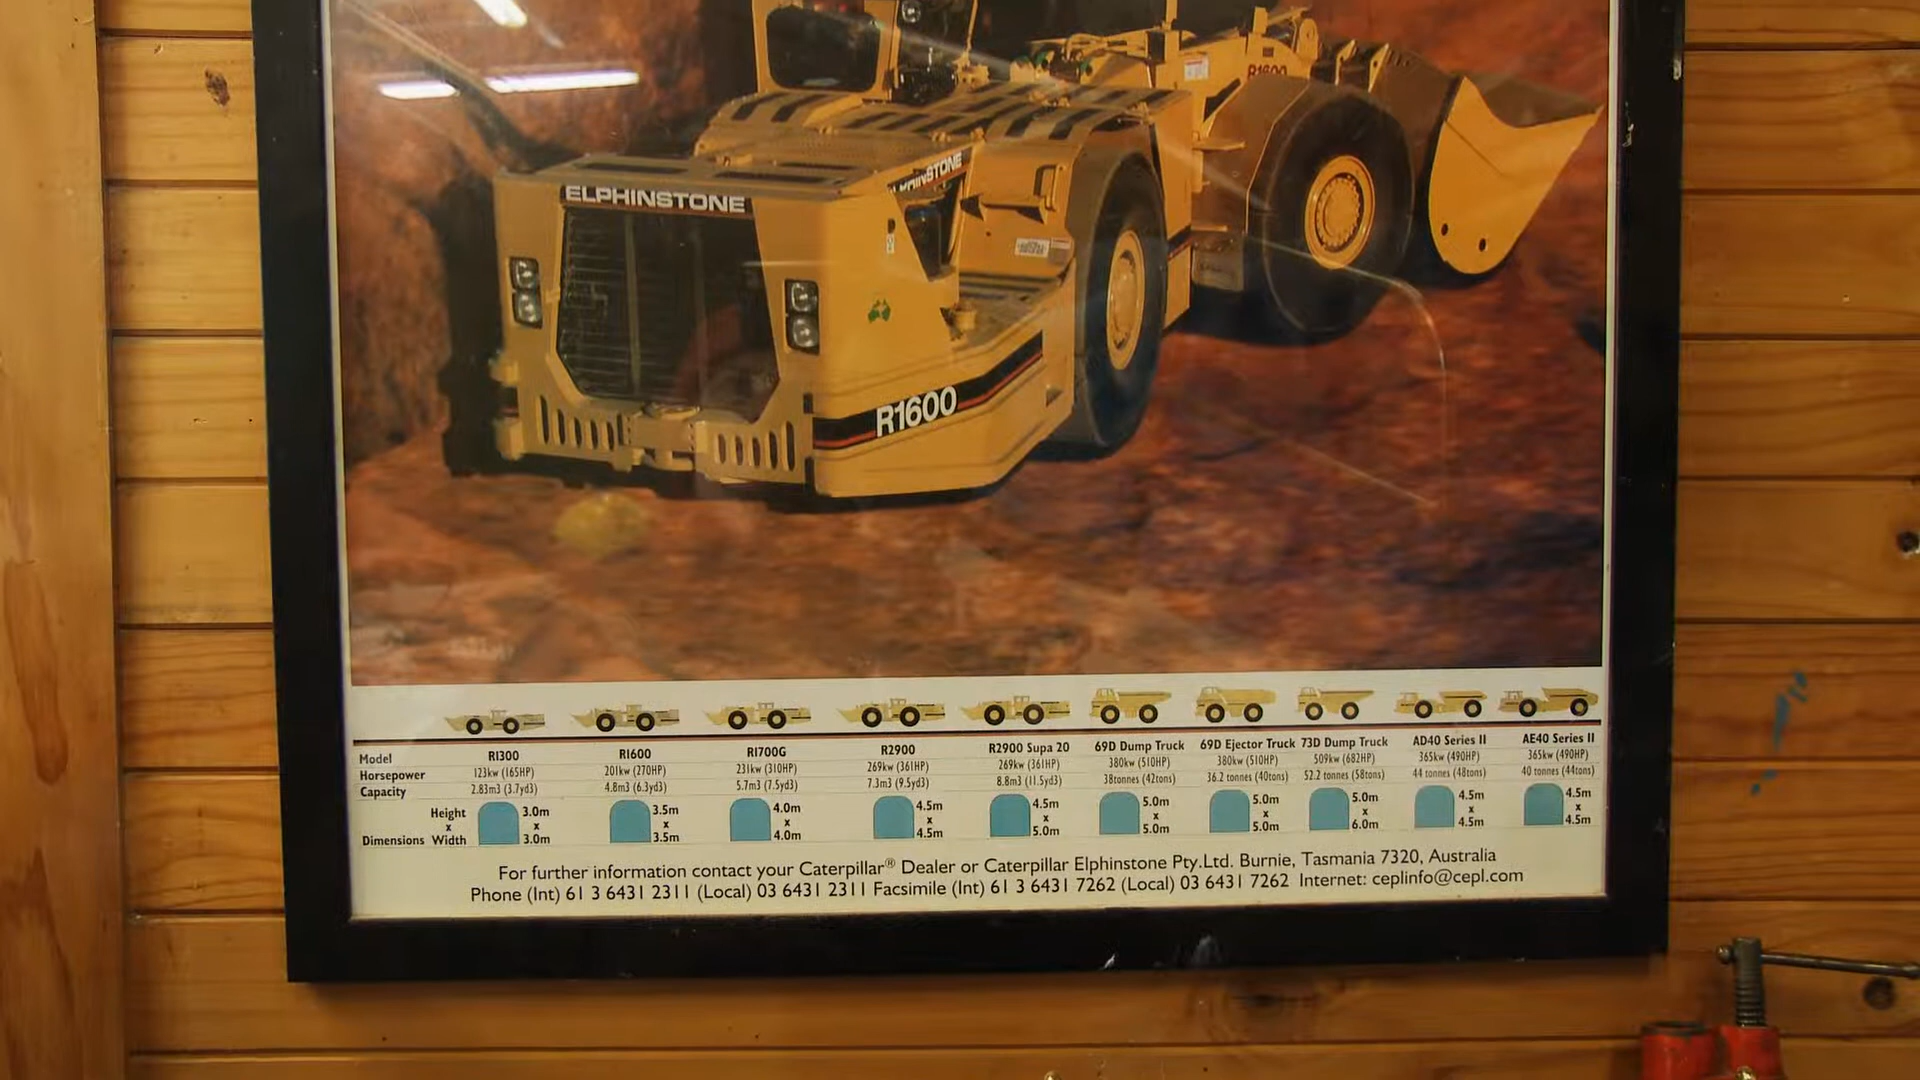 R1600
ELPHINSTONE
ELPHINSTONE
R1600
Model R1300 R1600 R1700G R2900 R2900 Supa 20 69D Dump Truck 69D Ejector Truck 73D Dump Truck AD40 Series II AE40 Series II
Horsepower 123kw (165HP) 201kw (270HP) 231kw (310HP) 269kw (361HP) 269kw (361HP) 380kw (510HP) 380kw (510HP) 509kw (682HP) 365kw (490HP) 365kw (490HP)
Capacity 2.83m3 (3.7yd3) 4.8m3 (6.3yd3) 5.7m3 (7.5yd3) 7.3m3 (9.5yd3) 8.8m3 (11.5yd3) 38tonnes (42tons) 36.2 tonnes (40tons) 52.2 tonnes (58tons) 44 tonnes (48tons) 40 tonnes (44tons)
Height 3.0m 3.5m 4.0m 4.5m 4.5m 5.0m 5.0m 5.0m 4.5m 4.5m
x x x x x x x x x x x
Dimensions Width 3.0m 3.5m 4.0m 4.5m 5.0m 5.0m 5.0m 6.0m 4.5m 4.5m
For further information contact your Caterpillar® Dealer or Caterpillar Elphinstone Pty.Ltd. Burnie, Tasmania 7320, Australia
Phone (Int) 61 3 6431 2311 (Local) 03 6431 2311 Facsimile (Int) 61 3 6431 7262 (Local) 03 6431 7262 Internet: ceplinfo@cepl.com